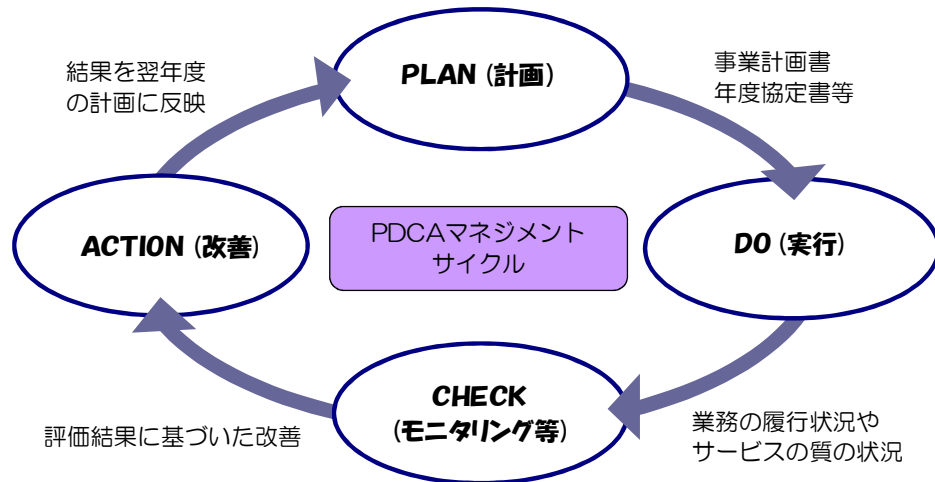 PLAN (計画)
結果を翌年度
の計画に反映
事業計画書
年度協定書等
ACTION (改善)
PDCAマネジメント
サイクル
DO (実行)
CHECK
(モニタリング等)
評価結果に基づいた改善
業務の履行状況や
サービスの質の状況